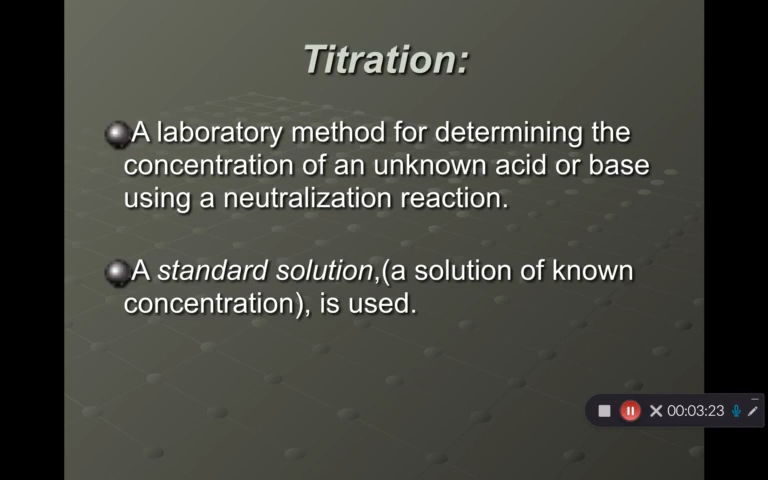 Titration:
A laboratory method for determining the
concentration of an unknown acid or base
using a neutralization reaction.
A standard solution,(a solution of known
concentration), is used.
00:03:23